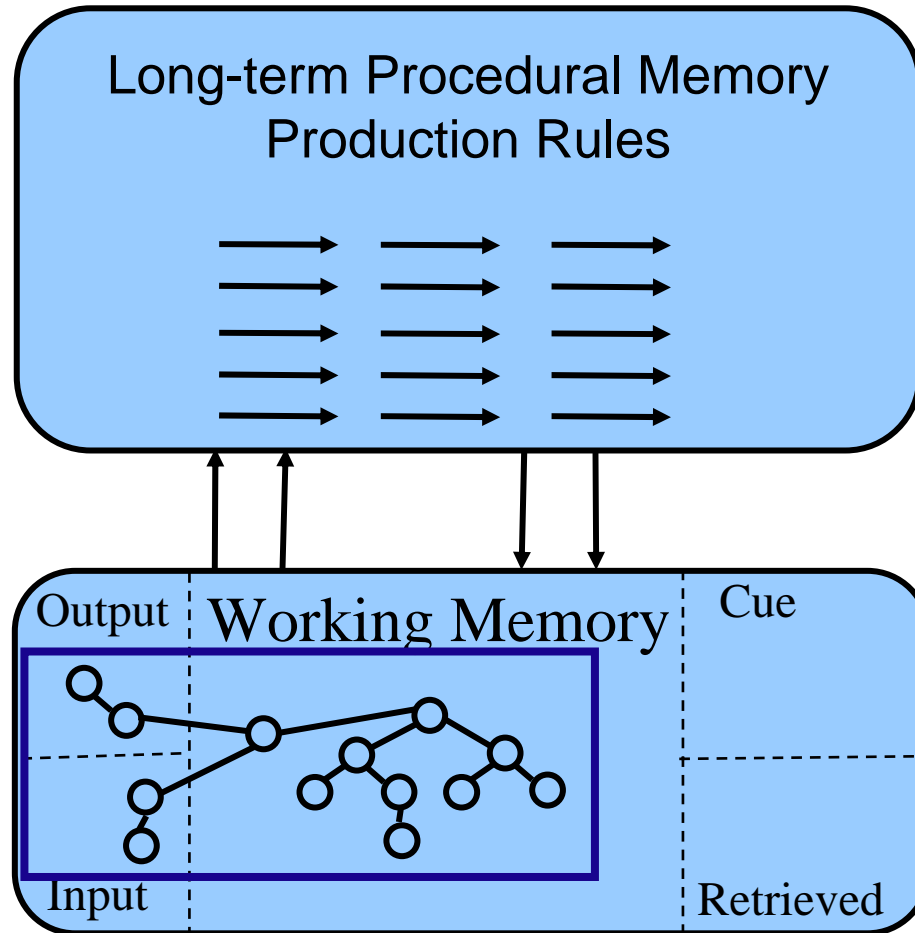 Long-term Procedural Memory
Production Rules
Output
Working Memory
Cue
Input
Retrieved